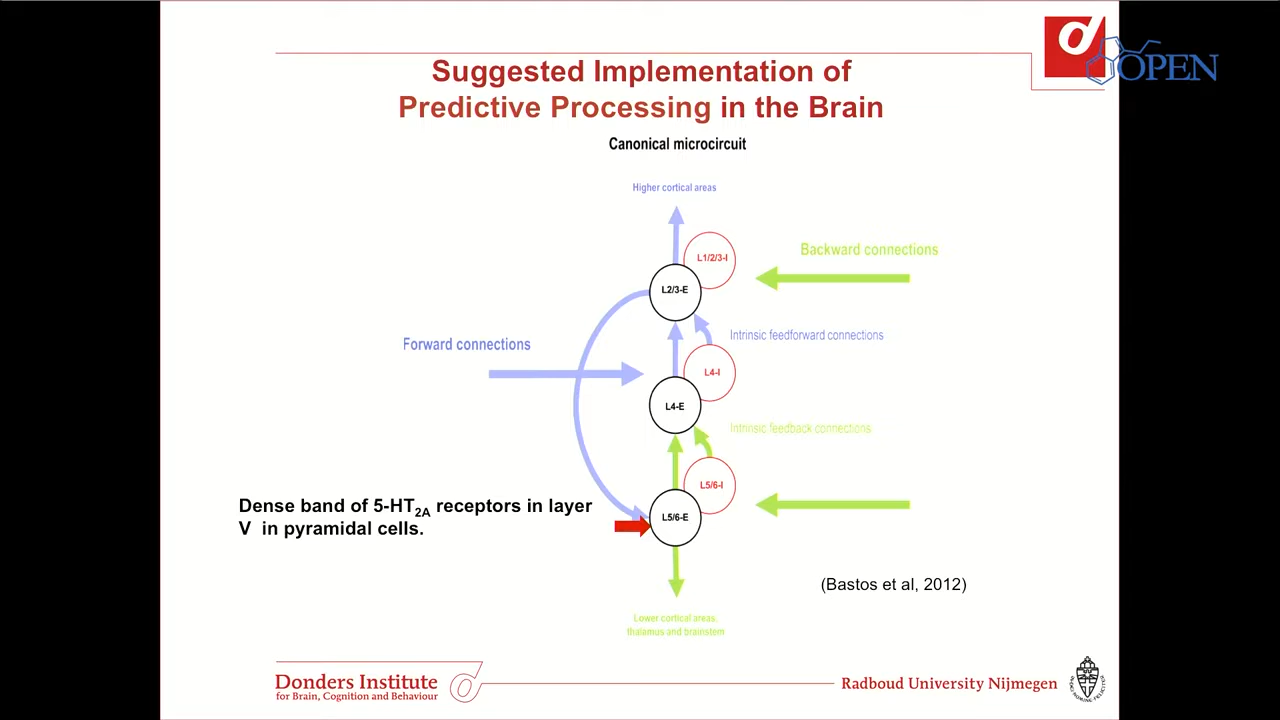 OPEN
Suggested Implementation of
Predictive Processing in the Brain
Canonical microcircuit
Higher cortical areas
L1/2/3-I
Backward connections
L2/3-E
Intrinsic feedforward connections
Forward connections
L4-I
L4-E
Intrinsic feedback connections
L5/6-I
Dense band of 5-HT2A receptors in layer
V in pyramidal cells.
L5/6-E
(Bastos et al, 2012)
Lower cortical areas,
thalamus and brainstem
Donders Institute
for Brain, Cognition and Behaviour
Radboud University Nijmegen